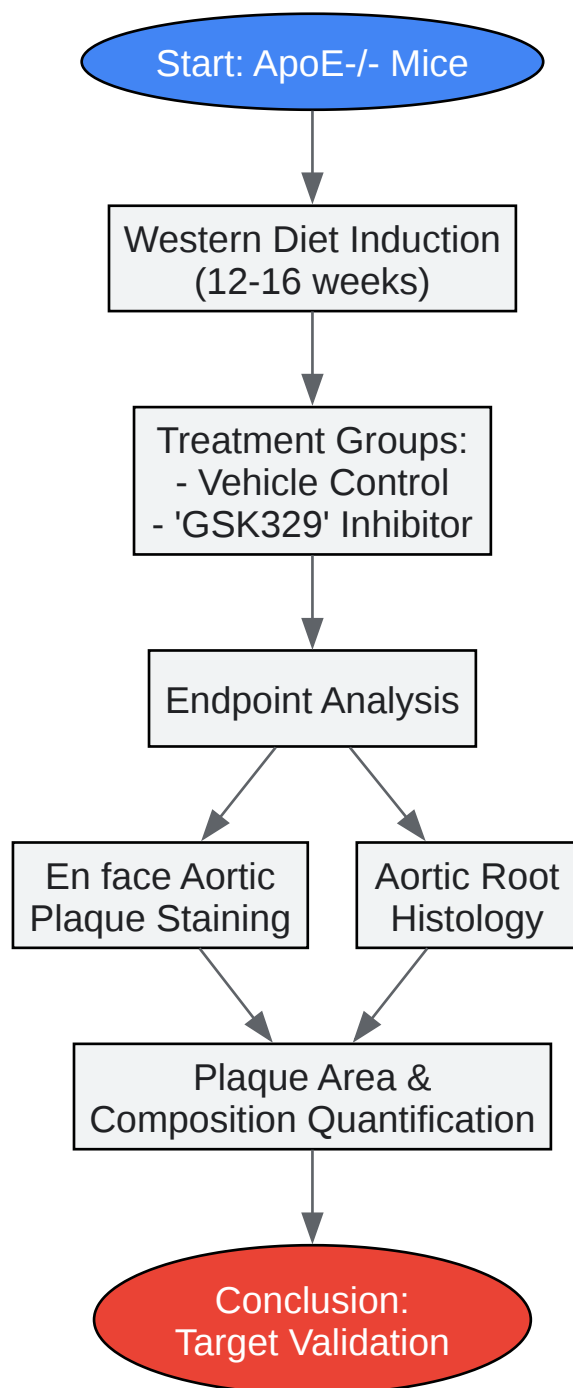 Start: ApoE-/- Mice
Western Diet Induction
(12-16 weeks)
Treatment Groups:
- Vehicle Control
- 'GSK329' Inhibitor
Endpoint Analysis
En face Aortic
Plaque Staining
Aortic Root
Histology
Plaque Area &
Composition Quantification
Conclusion:
Target Validation